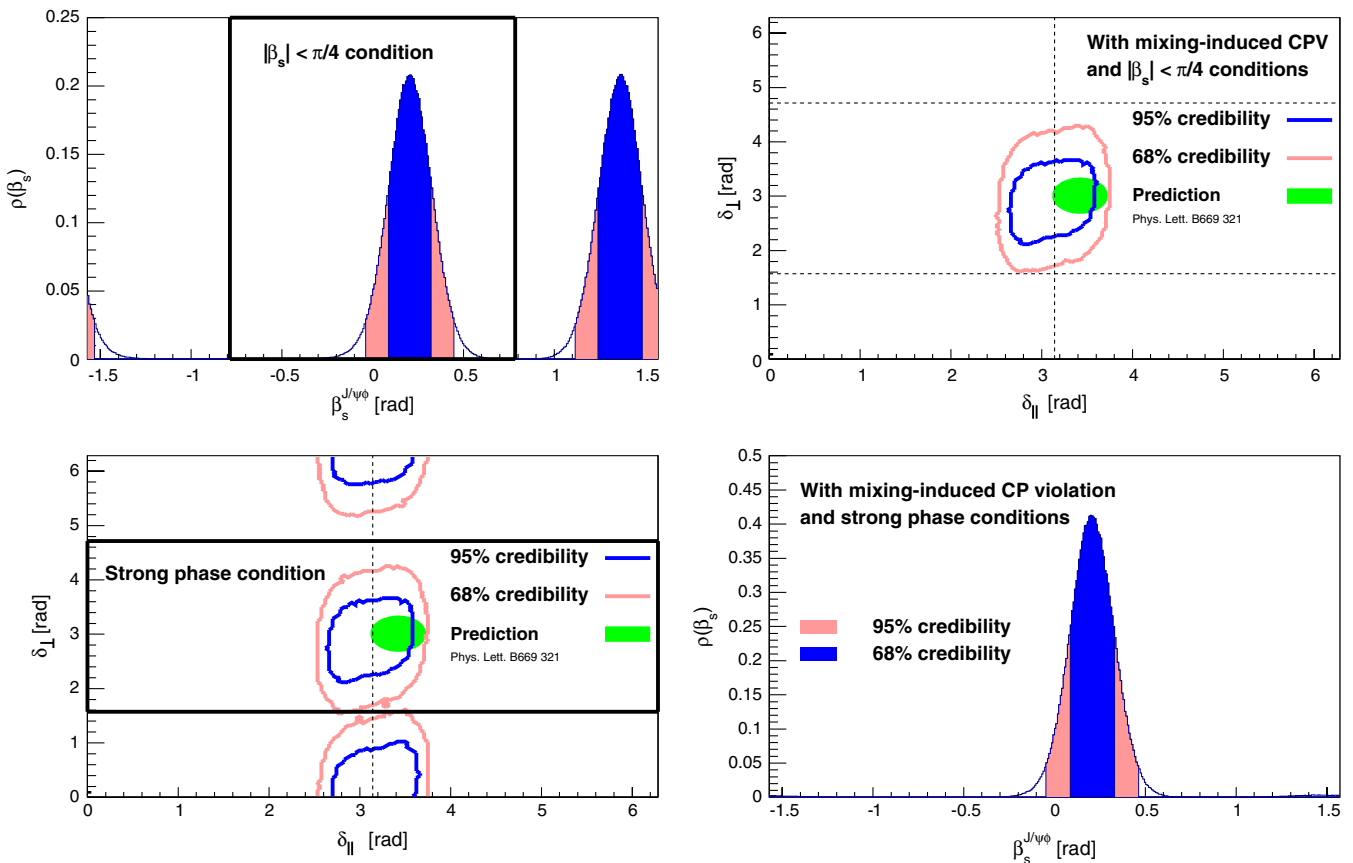 0.25
0.2
0.15
0.1
0.05
0
ρ(βs)
|βs| < π/4 condition
-1.5 -1 -0.5 0 0.5 1 1.5
βs^J/ψϕ [rad]
6
5
4
3
2
1
0
δ⊥ [rad]
With mixing-induced CPV
and |βs| < π/4 conditions
95% credibility
68% credibility
Prediction
Phys. Lett. B669 321
0 1 2 3 4 5 6
δ|| [rad]
6
5
4
3
2
1
0
δ⊥ [rad]
Strong phase condition
95% credibility
68% credibility
Prediction
Phys. Lett. B669 321
0 1 2 3 4 5 6
δ|| [rad]
0.5
0.45
0.4
0.35
0.3
0.25
0.2
0.15
0.1
0.05
0
ρ(βs)
With mixing-induced CP violation
and strong phase conditions
95% credibility
68% credibility
-1.5 -1 -0.5 0 0.5 1 1.5
βs^J/ψϕ [rad]